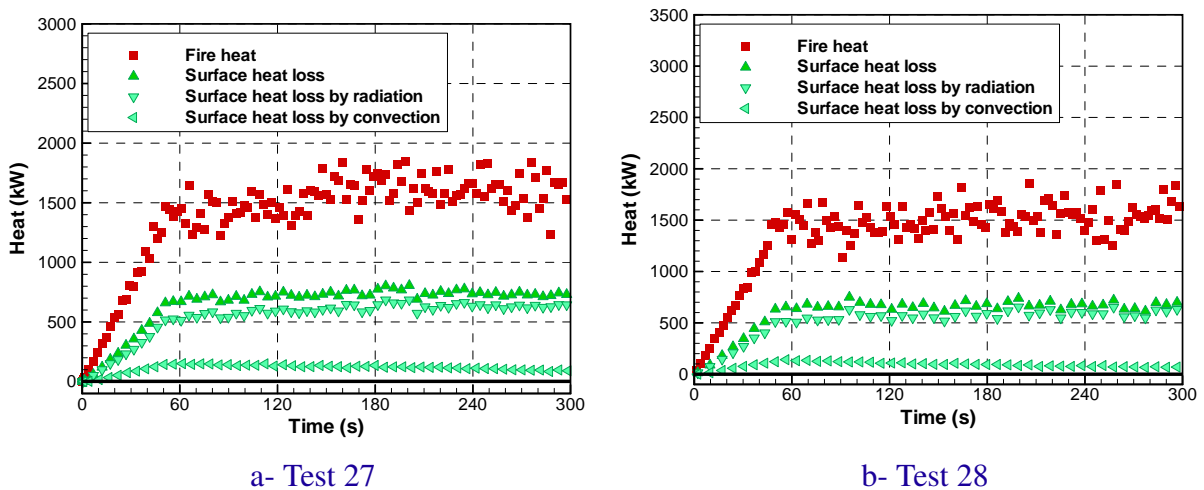 3000
2500
2000
1500
1000
500
0
Heat (kW)
Fire heat
Surface heat loss
Surface heat loss by radiation
Surface heat loss by convection
0 60 120 180 240 300
Time (s)
a- Test 27
3500
3000
2500
2000
1500
1000
500
0
Heat (kW)
Fire heat
Surface heat loss
Surface heat loss by radiation
Surface heat loss by convection
0 60 120 180 240 300
Time (s)
b- Test 28